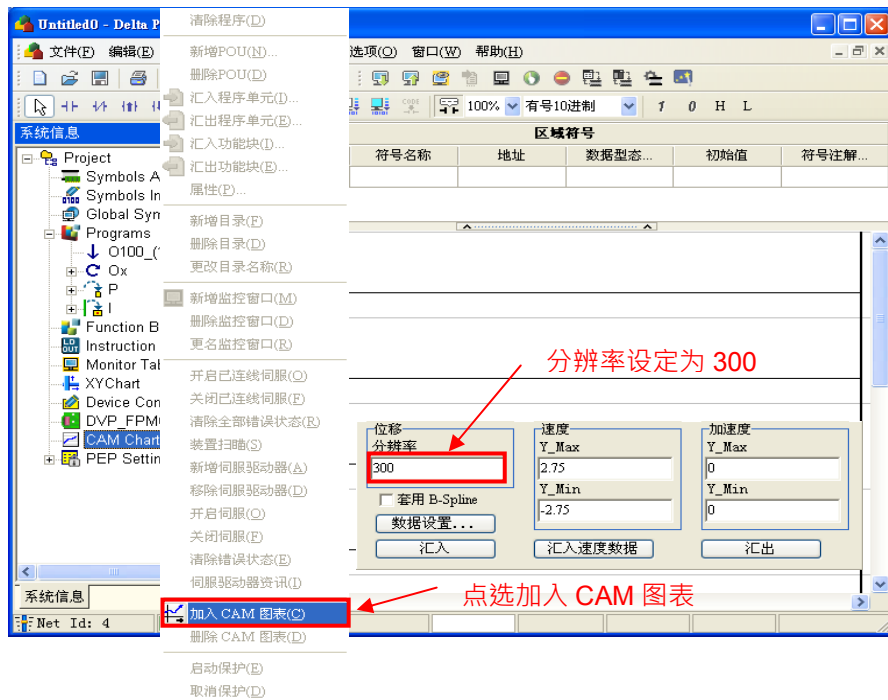 Untitled0 - Delta P
文件(F) 编辑(E)
选项(O) 窗口(W) 帮助(H)
100%
有号10进制
1 0 H L
系统信息
Project
Symbols A
Symbols In
Global Syn
Programs
O100_(
Ox
P
I
Function B
Instruction
Monitor Tab
XYChart
Device Con
DVP_FPM
CAM Chart
PEP Settin
系统信息
Net Id: 4
清除程序(D)
新增POU(N)...
删除POU(D)
汇入程序单元(I)...
汇出程序单元(E)...
汇入功能块(I)...
汇出功能块(E)...
属性(P)...
新增目录(F)
删除目录(D)
更改目录名称(R)
新增监控窗口(M)
删除监控窗口(D)
更名监控窗口(R)
开启已连线伺服(O)
关闭已连线伺服(F)
清除全部错误状态(R)
装置扫瞄(S)
新增伺服驱动器(A)
移除伺服驱动器(D)
开启伺服(O)
关闭伺服(F)
清除错误状态(E)
伺服驱动器资讯(I)
加入 CAM 图表(C)
删除 CAM 图表(D)
启动保护(E)
取消保护(D)
区域符号
符号名称 地址 数据型态... 初始值 符号注解...
分辨率设定为 300
位移
分辨率
300
套用 B-Spline
数据设置...
汇入
速度
Y_Max
2.75
Y_Min
-2.75
汇入速度数据
加速度
Y_Max
0
Y_Min
0
汇出
点选加入 CAM 图表